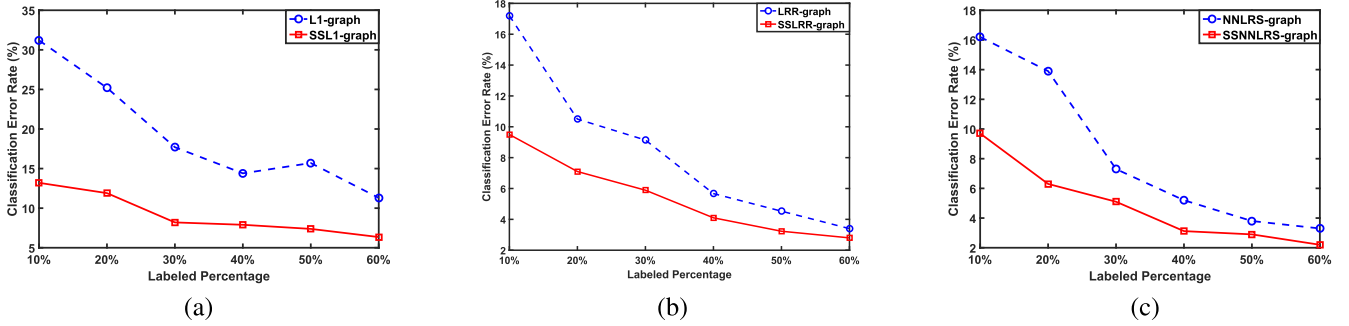 35
30
25
20
15
10
5
10% 20% 30% 40% 50% 60%
Classification Error Rate (%)
Labeled Percentage
L1-graph
SSL1-graph
(a)
18
16
14
12
10
8
6
4
2
10% 20% 30% 40% 50% 60%
Classification Error Rate (%)
Labeled Percentage
LRR-graph
SSLRR-graph
(b)
18
16
14
12
10
8
6
4
2
10% 20% 30% 40% 50% 60%
Classification Error Rate (%)
Labeled Percentage
NNLRS-graph
SSNNLRS-graph
(c)